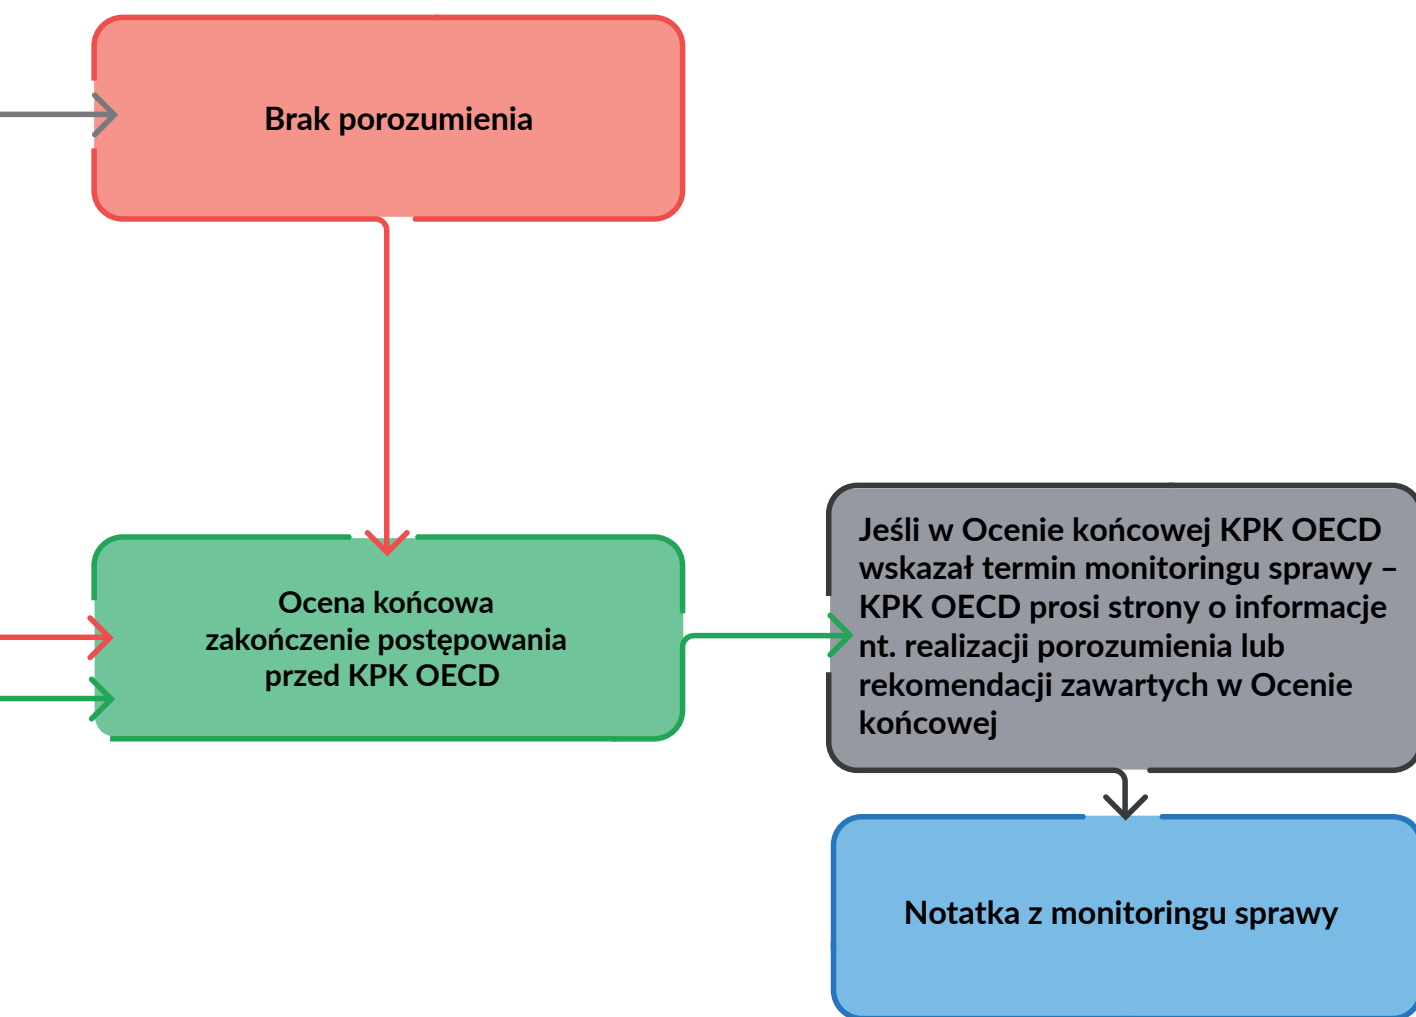 Brak porozumienia
Ocena końcowa
zakończenie postępowania
przed KPK OECD
Jeśli w Ocenie końcowej KPK OECD
wskazał termin monitoringu sprawy –
KPK OECD prosi strony o informacje
nt. realizacji porozumienia lub
rekomendacji zawartych w Ocenie
końcowej
Notatka z monitoringu sprawy